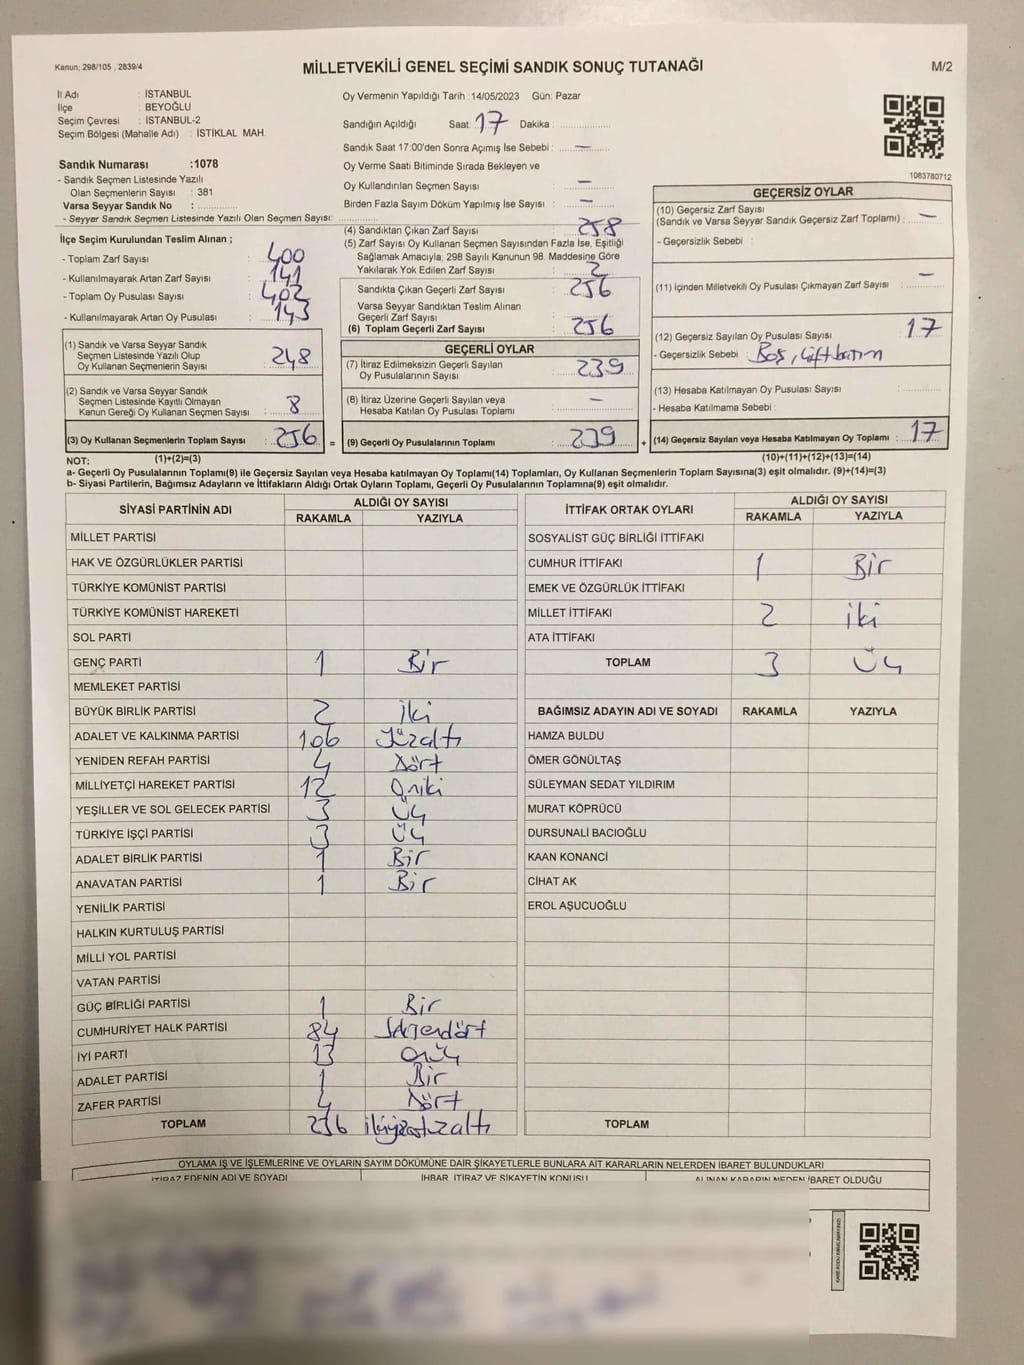 Kanun; 298/105 , 2839/4
MİLLETVEKİLİ GENEL SEÇİMİ SANDIK SONUÇ TUTANAĞI
M/2
İl Adı : İSTANBUL
İlçe : BEYOĞLU
Seçim Çevresi : İSTANBUL-2
Seçim Bölgesi (Mahalle Adı) : İSTİKLAL MAH.
Sandık Numarası :1078
- Sandık Seçmen Listesinde Yazılı
Olan Seçmenlerin Sayısı : 381
Varsa Seyyar Sandık No :
- Seyyar Sandık Seçmen Listesinde Yazılı Olan Seçmen Sayısı:
Oy Vermenin Yapıldığı Tarih :14/05/2023 Gün: Pazar
Sandığın Açıldığı Saat: 17 Dakika :
Sandık Saat 17:00'den Sonra Açımış İse Sebebi : —
Oy Verme Saati Bitiminde Sırada Bekleyen ve
Oy Kullandırılan Seçmen Sayısı : —
Birden Fazla Sayım Döküm Yapılmış İse Sayısı : —
1083780712
İlçe Seçim Kurulundan Teslim Alınan ;
- Toplam Zarf Sayısı : 400
- Kullanılmayarak Artan Zarf Sayısı : 141
- Toplam Oy Pusulası Sayısı : 402
- Kullanılmayarak Artan Oy Pusulası : 143
(1) Sandık ve Varsa Seyyar Sandık
Seçmen Listesinde Yazılı Olup
Oy Kullanan Seçmenlerin Sayısı : 248
(2) Sandık ve Varsa Seyyar Sandık
Seçmen Listesinde Kayıtlı Olmayan
Kanun Gereği Oy Kullanan Seçmen Sayısı : 8
(3) Oy Kullanan Seçmenlerin Toplam Sayısı : 256
(4) Sandıktan Çıkan Zarf Sayısı : 258
(5) Zarf Sayısı Oy Kullanan Seçmen Sayısından Fazla İse, Eşitliği
Sağlamak Amacıyla; 298 Sayılı Kanunun 98. Maddesine Göre
Yakılarak Yok Edilen Zarf Sayısı : 2
Sandıkta Çıkan Geçerli Zarf Sayısı : 256
Varsa Seyyar Sandıktan Teslim Alınan
Geçerli Zarf Sayısı :
(6) Toplam Geçerli Zarf Sayısı : 256
GEÇERLİ OYLAR
(7) İtiraz Edilmeksizin Geçerli Sayılan
Oy Pusulalarının Sayısı : 239
(8) İtiraz Üzerine Geçerli Sayılan veya
Hesaba Katılan Oy Pusulası Toplamı : —
= (9) Geçerli Oy Pusulalarının Toplamı : 239
GEÇERSİZ OYLAR
(10) Geçersiz Zarf Sayısı
(Sandık ve Varsa Seyyar Sandık Geçersiz Zarf Toplamı) : —
- Geçersizlik Sebebi :
(11) İçinden Milletvekili Oy Pusulası Çıkmayan Zarf Sayısı : —
(12) Geçersiz Sayılan Oy Pusulası Sayısı 17
- Geçersizlik Sebebi Boş, çift basım
(13) Hesaba Katılmayan Oy Pusulası Sayısı :
- Hesaba Katılmama Sebebi :
+ (14) Geçersiz Sayılan veya Hesaba Katılmayan Oy Toplamı : 17
NOT: (1)+(2)=(3) (10)+(11)+(12)+(13)=(14)
a- Geçerli Oy Pusulalarının Toplamı(9) ile Geçersiz Sayılan veya Hesaba katılmayan Oy Toplamı(14) Toplamları, Oy Kullanan Seçmenlerin Toplam Sayısına(3) eşit olmalıdır. (9)+(14)=(3)
b- Siyasi Partilerin, Bağımsız Adayların ve İttifakların Aldığı Ortak Oyların Toplamı, Geçerli Oy Pusulalarının Toplamına(9) eşit olmalıdır.
SİYASİ PARTİNİN ADI ALDIĞI OY SAYISI
RAKAMLA YAZIYLA
MİLLET PARTİSİ
HAK VE ÖZGÜRLÜKLER PARTİSİ
TÜRKİYE KOMÜNİST PARTİSİ
TÜRKİYE KOMÜNİST HAREKETİ
SOL PARTİ
GENÇ PARTİ 1 Bir
MEMLEKET PARTİSİ
BÜYÜK BİRLİK PARTİSİ 2 İki
ADALET VE KALKINMA PARTİSİ 106 Yüzaltı
YENİDEN REFAH PARTİSİ 4 Dört
MİLLİYETÇİ HAREKET PARTİSİ 12 Oniki
YEŞİLLER VE SOL GELECEK PARTİSİ 3 Üç
TÜRKİYE İŞÇİ PARTİSİ 3 Üç
ADALET BİRLİK PARTİSİ 1 Bir
ANAVATAN PARTİSİ 1 Bir
YENİLİK PARTİSİ
HALKIN KURTULUŞ PARTİSİ
MİLLİ YOL PARTİSİ
VATAN PARTİSİ
GÜÇ BİRLİĞİ PARTİSİ 1 Bir
CUMHURİYET HALK PARTİSİ 84 Seksendört
İYİ PARTİ 13 Onüç
ADALET PARTİSİ 1 Bir
ZAFER PARTİSİ 4 Dört
TOPLAM 236 ikiyüzotuzaltı
İTTİFAK ORTAK OYLARI ALDIĞI OY SAYISI
RAKAMLA YAZIYLA
SOSYALİST GÜÇ BİRLİĞİ İTTİFAKI
CUMHUR İTTİFAKI 1 Bir
EMEK VE ÖZGÜRLÜK İTTİFAKI
MİLLET İTTİFAKI 2 İki
ATA İTTİFAKI
TOPLAM 3 Üç
BAĞIMSIZ ADAYIN ADI VE SOYADI RAKAMLA YAZIYLA
HAMZA BULDU
ÖMER GÖNÜLTAŞ
SÜLEYMAN SEDAT YILDIRIM
MURAT KÖPRÜCÜ
DURSUNALİ BACIOĞLU
KAAN KONANCİ
CİHAT AK
EROL AŞUCUOĞLU
TOPLAM
OYLAMA İŞ VE İŞLEMLERİNE VE OYLARIN SAYIM DÖKÜMÜNE DAİR ŞİKAYETLERLE BUNLARA AİT KARARLARIN NELERDEN İBARET BULUNDUKLARI
İTİRAZ EDENİN ADI VE SOYADI İHBAR, İTİRAZ VE ŞİKAYETİN KONUSU ALINAN KARARIN NEDEN İBARET OLDUĞU